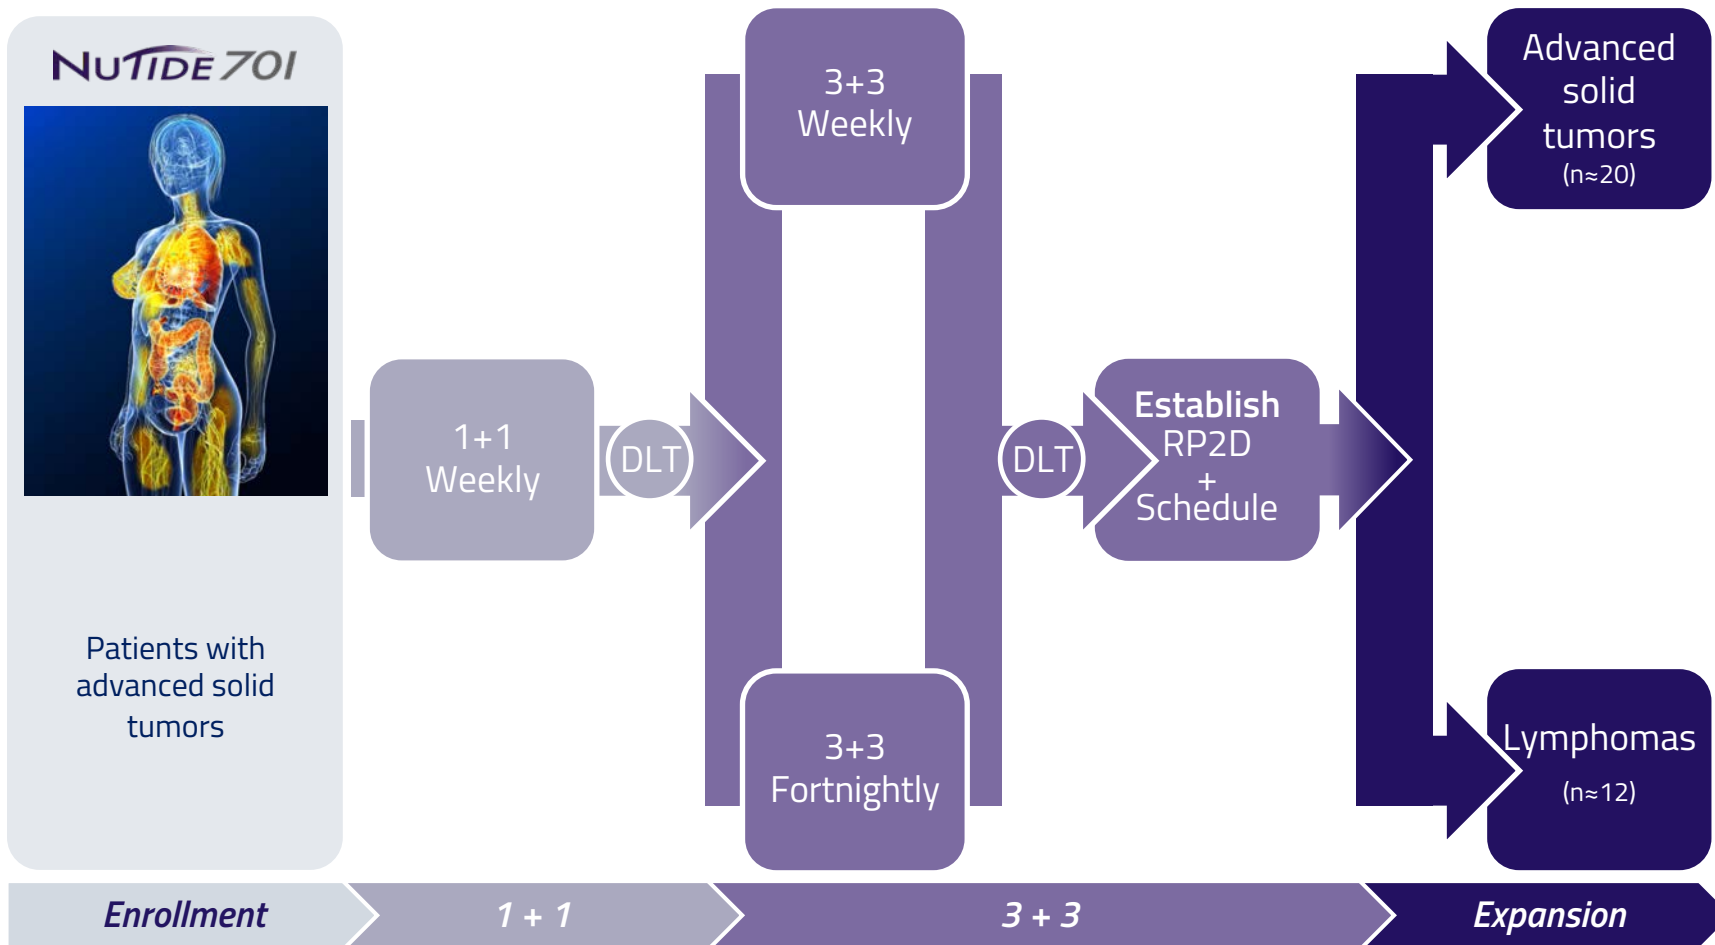 NUTIDE 701
Patients with
advanced solid
tumors
1+1
Weekly
DLT
3+3
Weekly
3+3
Fortnightly
DLT
Establish
RP2D
+
Schedule
Advanced
solid
tumors
(n≈20)
Lymphomas
(n≈12)
Enrollment
1 + 1
3 + 3
Expansion